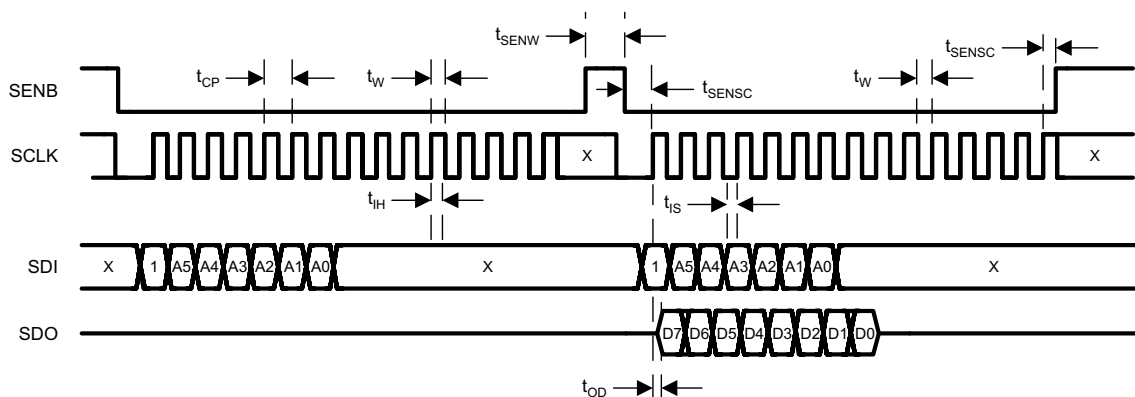 tSENW
tSENSC
tCP
tW
tW
SENB
tSENSC
SCLK
X
X
tIH
tIS
SDI
X
1
A5
A4
A3
A2
A1
A0
X
1
A5
A4
A3
A2
A1
A0
X
SDO
D7
D6
D5
D4
D3
D2
D1
D0
tOD